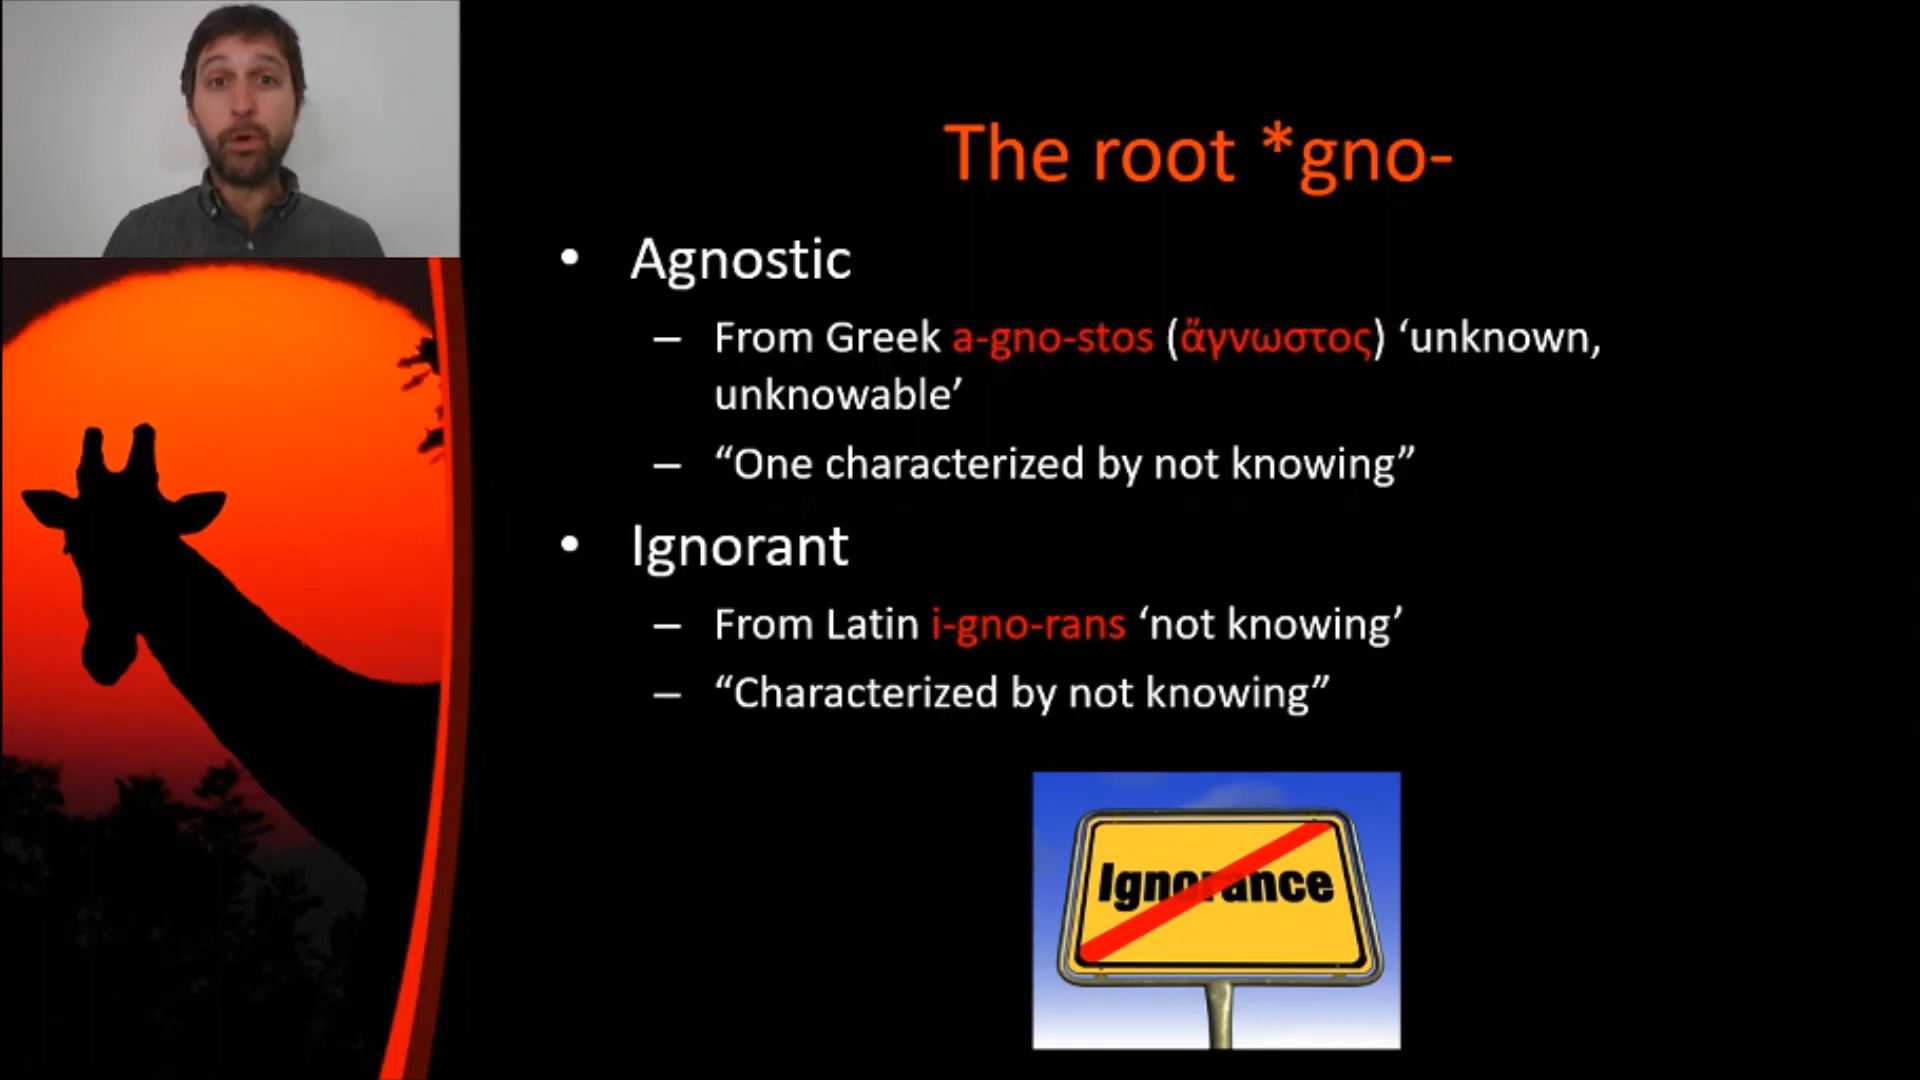 The root *gno-
• Agnostic
– From Greek a-gno-stos (ἄγνωστος) ‘unknown,
unknowable’
– “One characterized by not knowing”
• Ignorant
– From Latin i-gno-rans ‘not knowing’
– “Characterized by not knowing”
Ignorance